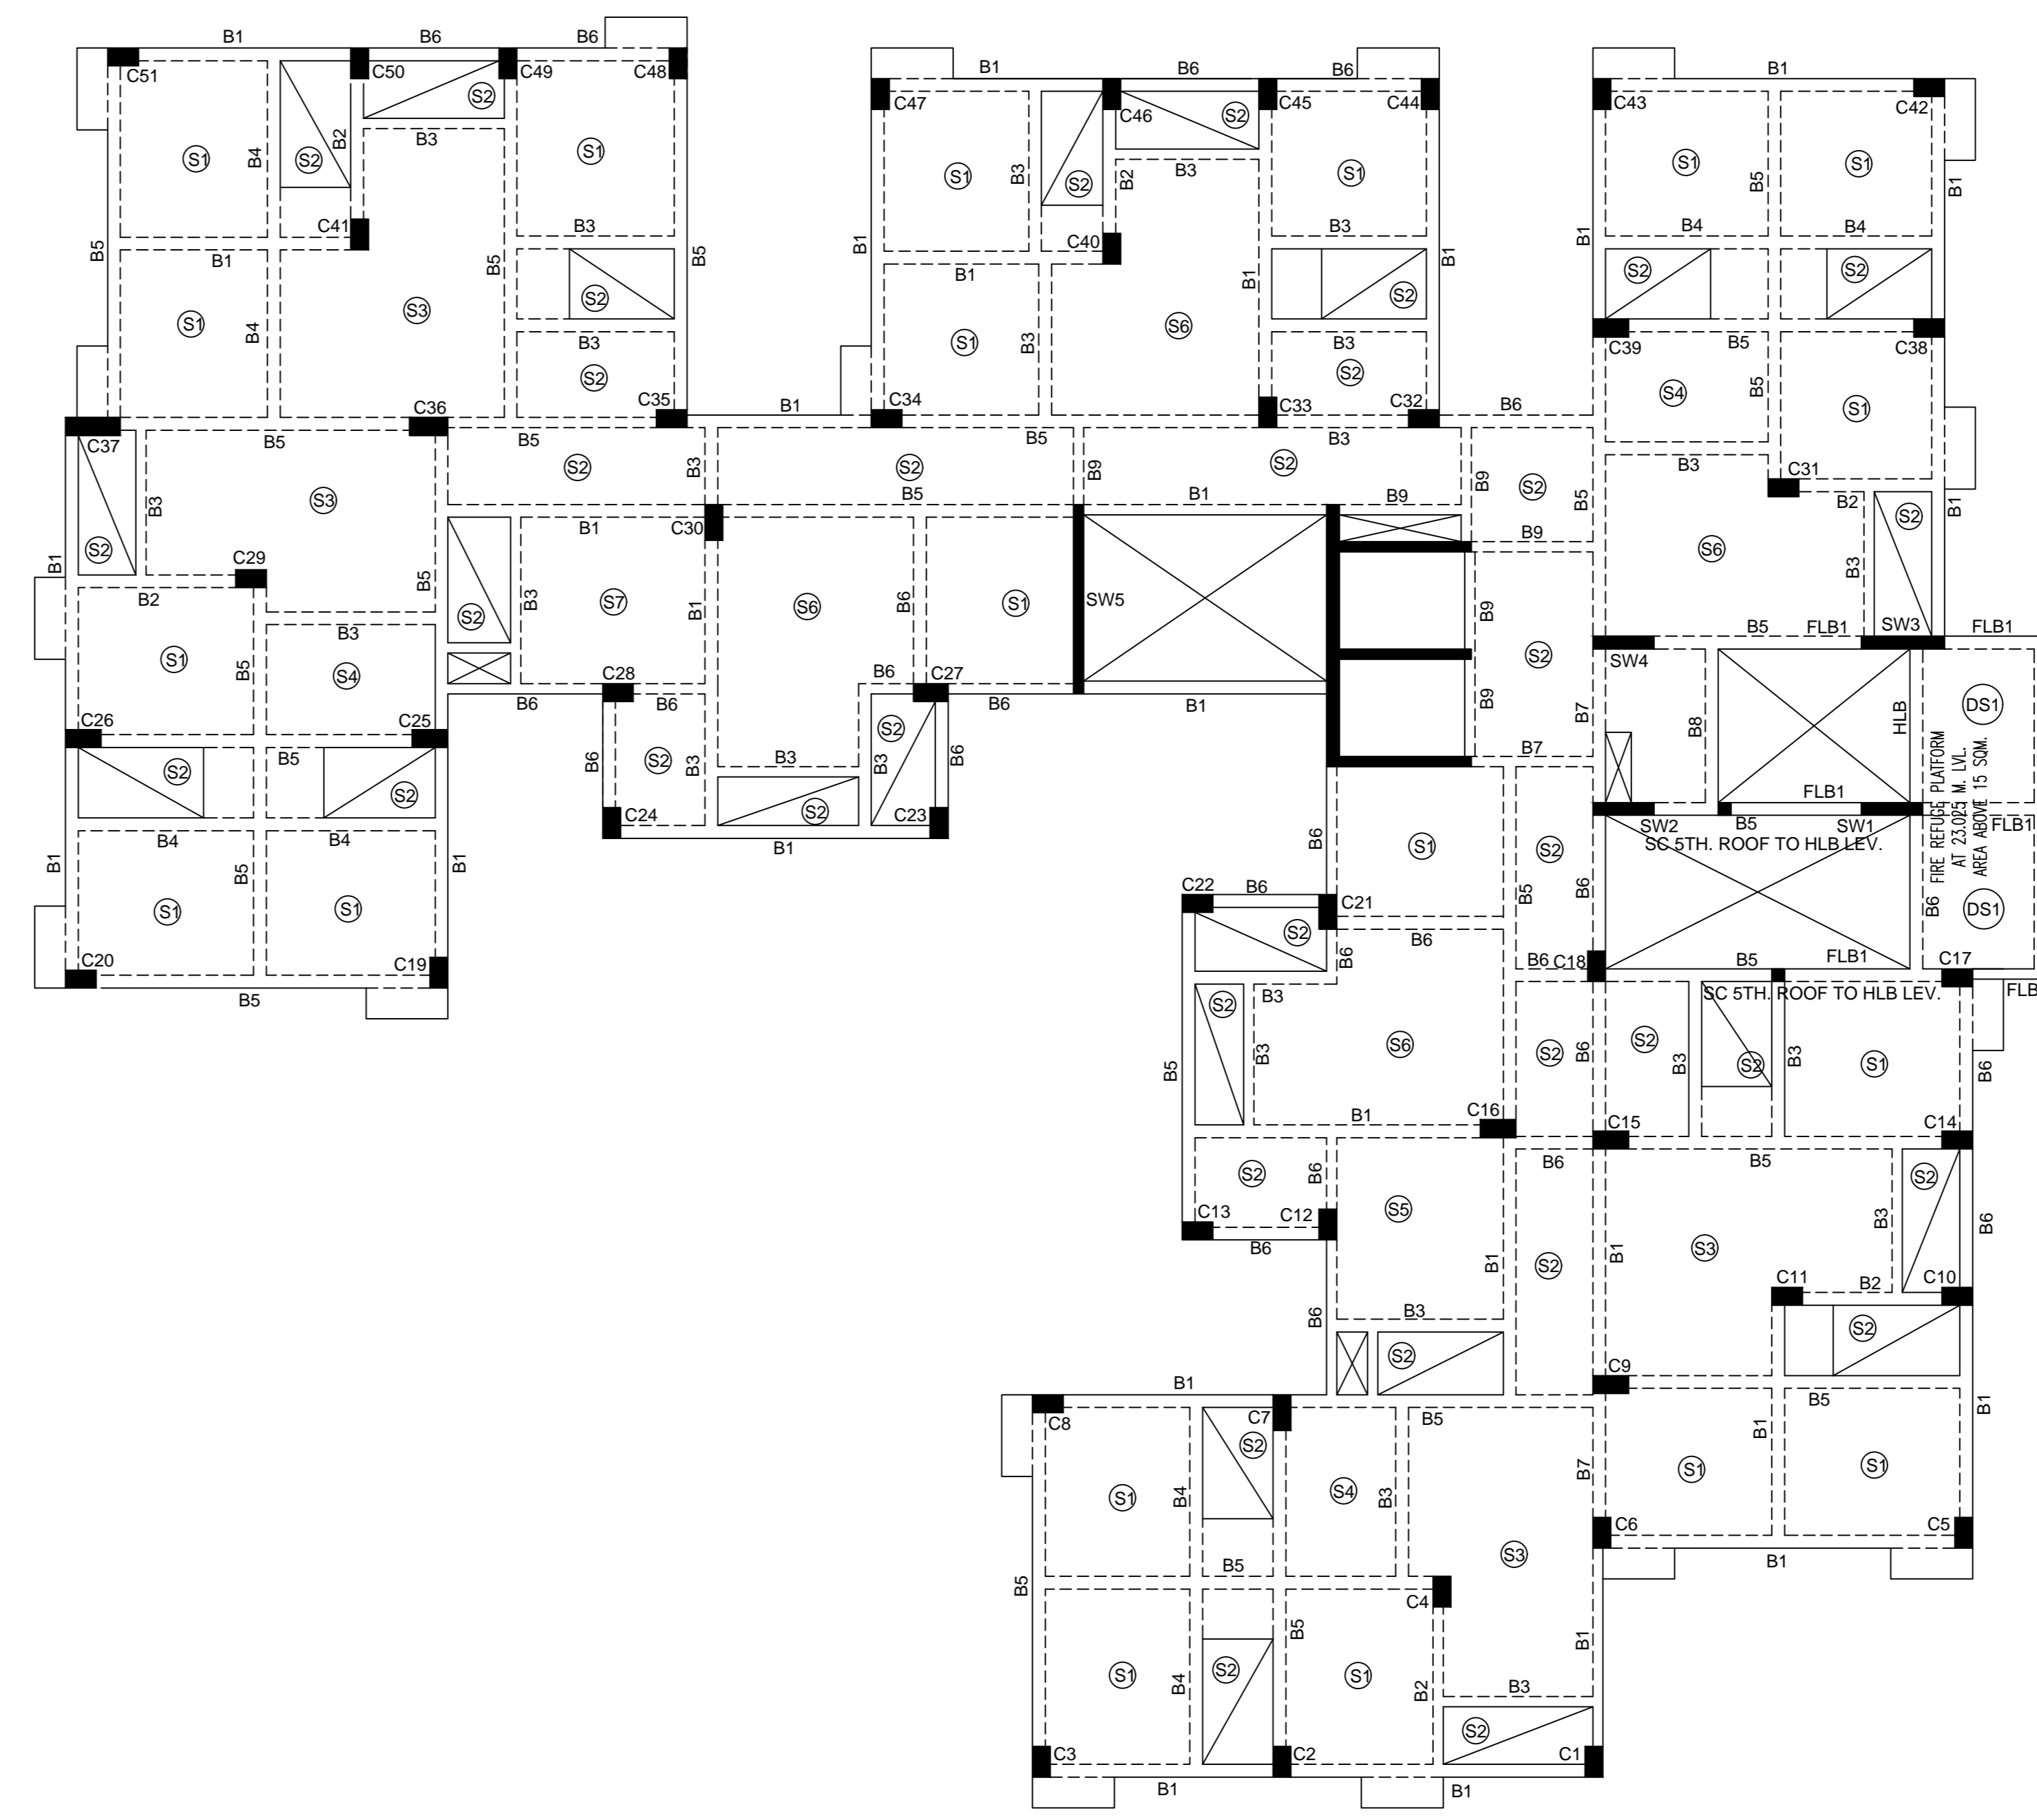 B1 B6 B6
C51 C50 C49 C48
S2
B1 B6 B6 B1
C47 C46 C45 C44 C43 C42
S2
S1 B4 S2 B2 B3 S1
S1 B3 S2 B2 B3 S1 S1 B5 S1 B1
C41 B3
C40 B3 B4 B4
B5 B1 B5 B5
B1 B1 B1 B1 B1
S2 S2 S2 S2
S1 B4 S3 B3 S2
S1 B3 S6 B3 S2
C39 B5 C38
S4 B5 S1
C37 C36 C35 B1 C34 C33 C32 B6
B5 B5 B5 B3
S2 B3 S2 B9 S2 B9 S2 B5
B3 C31 B2
B3 S3 B5 B1 B9 B9
S2 B1
B1 S2 C29 B1 C30
S6 B3
B2 B5 S2 B3 S7 B1 S6 B6 S1 SW5 B9
B3
S1 B5 S4
S2 B7
SW4 B5 FLB1 SW3 FLB1
C28 B6 C27
B6 B6 B6 B1 B9
B8 HLB DS1
C26 C25
B5 S2 B7
S2 S2
B6 S2 B3 B3 S2 B3 S2 B6
FLB1
FIRE REFUGE PLATFORM
AT 23.025 M. LVL.
AREA ABOVE 15 SQM.
C24 C23
B1
B4 B4
SW2 B5 SW1 FLB1
SC 5TH. ROOF TO HLB LEV.
B1 S1 B5 S1 B1
B6 S1 B5 S2 B6
B6 DS1
C20 C19
B5
C22 B6 C21
S2 B6 B6
B6 C18 B5 FLB1 C17
SC 5TH. ROOF TO HLB LEV. FLB
S2 B3
B5 B3 S6 S2 B6 S2 B3 S2 B3 S1 B6
B1 C16 C15 C14
B6 B5
S2 B6 S5 S2
C13 C12
B6
B1 S2 B1 S3 B3 B6
C11 B2 C10
B6 B3 S2
S2 C9
B1 B5 B1
C8 C7 B5
S2 B1
S1 B4 S4 B3 B7 S1 S1
C6 C5
B1
S3
B5 B5
C4
B5 B1
S1 B4 S2 S1 B2 B3
S2
C3 C2 C1
B1 B1